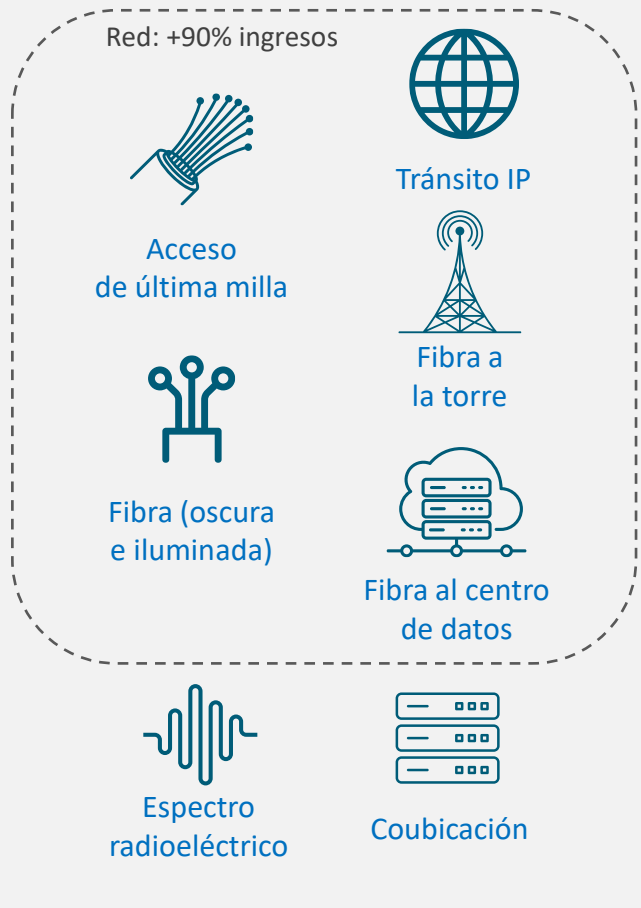 Red: +90% ingresos
Tránsito IP
Acceso
de última milla
Fibra a
la torre
Fibra (oscura
e iluminada)
Fibra al centro
de datos
Espectro
radioeléctrico
Coubicación